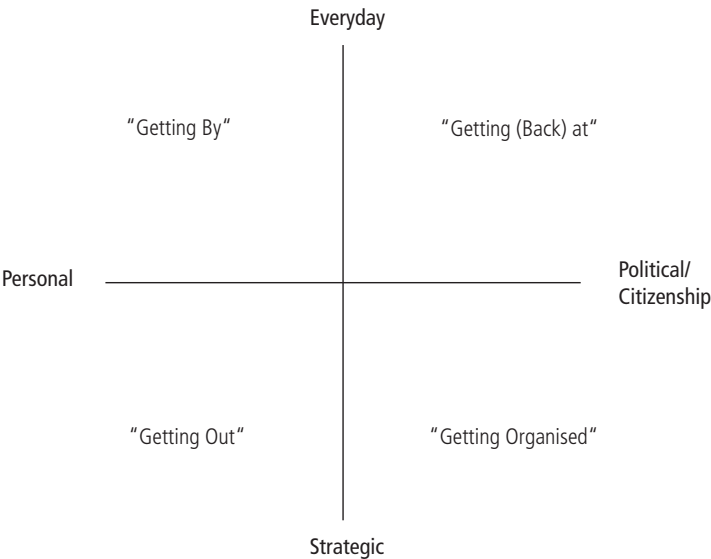 Everyday
“Getting By“
“Getting (Back) at“
Personal
Political/
Citizenship
“Getting Out“
“Getting Organised“
Strategic